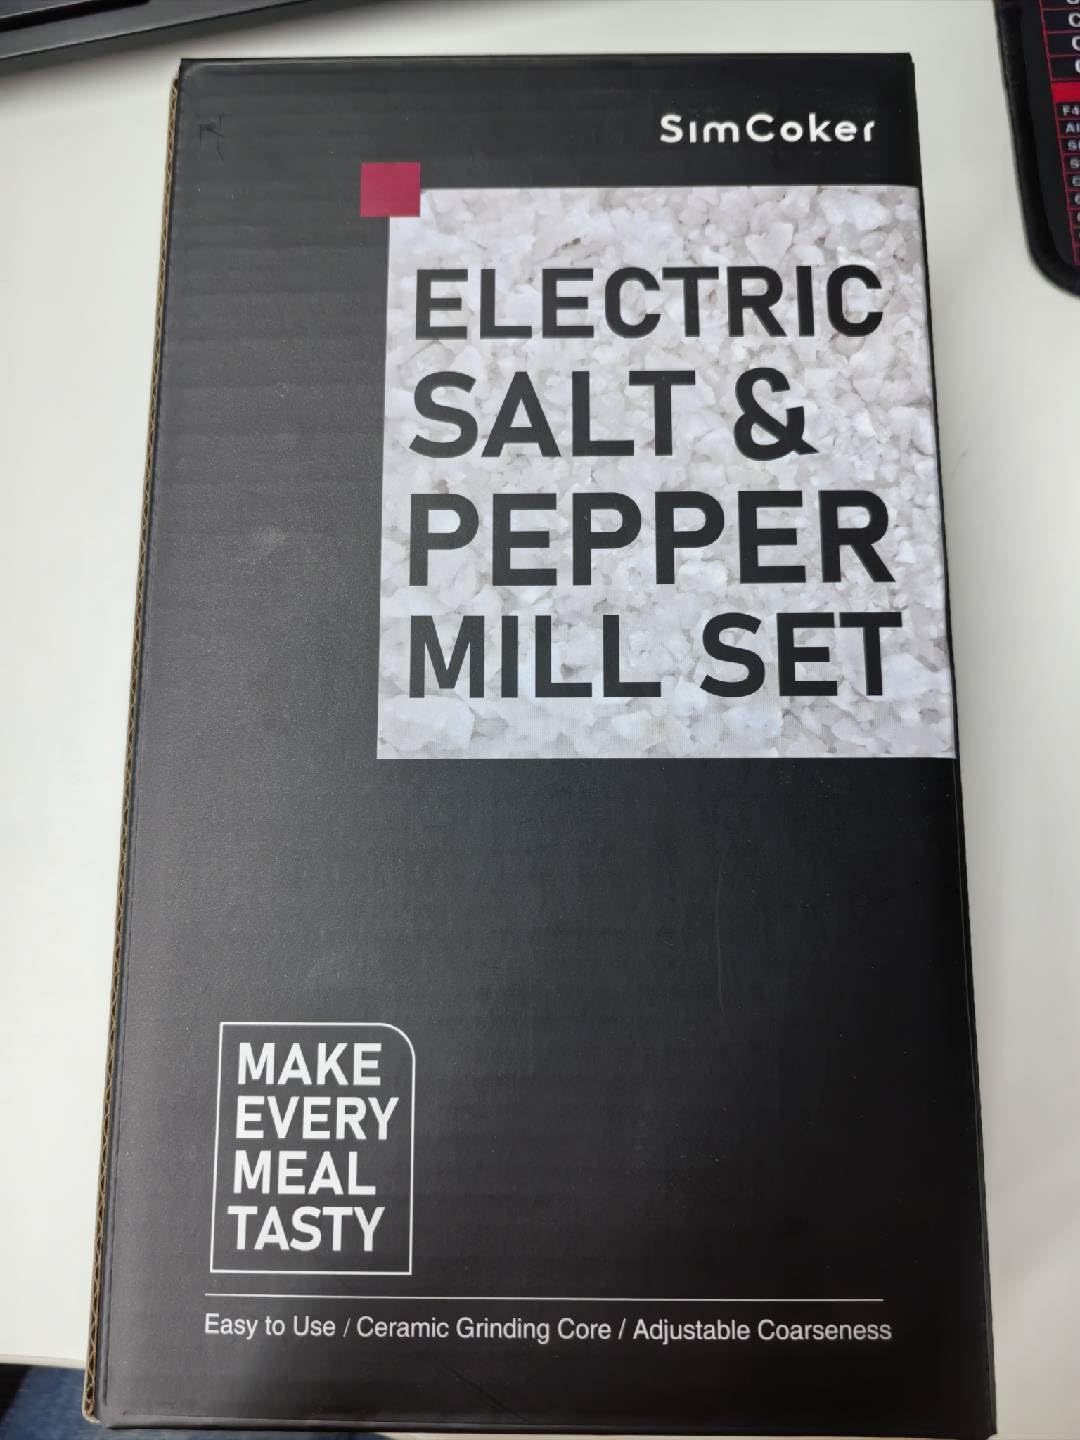 SimCoker
ELECTRIC
SALT &
PEPPER
MILL SET
MAKE
EVERY
MEAL
TASTY
Easy to Use / Ceramic Grinding Core / Adjustable Coarseness